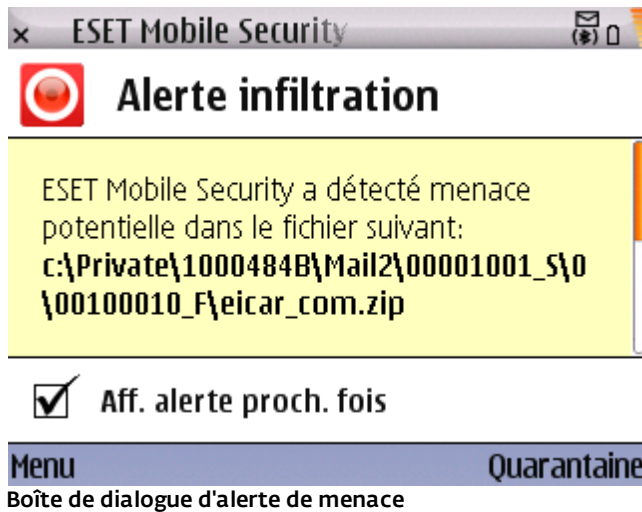 × ESET Mobile Security
Alerte infiltration
ESET Mobile Security a détecté menace
potentielle dans le fichier suivant:
c:\Private\1000484B\Mail2\00001001_S\0
\00100010_F\eicar_com.zip
Aff. alerte proch. fois
Menu Quarantaine
Boîte de dialogue d'alerte de menace